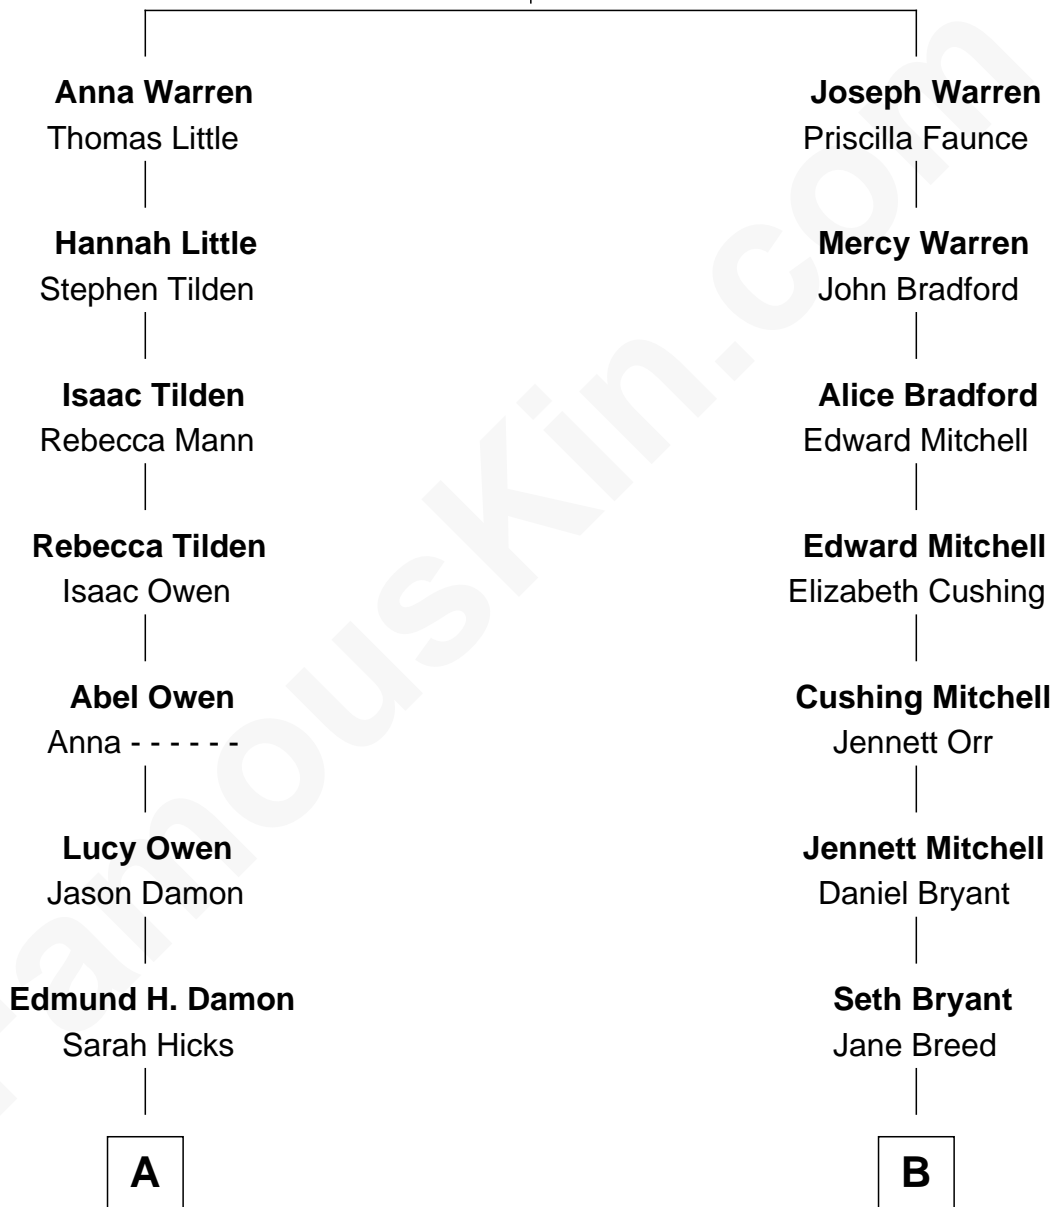 Anna Warren
Thomas Little
Hannah Little
Stephen Tilden
Isaac Tilden
Rebecca Mann
Rebecca Tilden
Isaac Owen
Abel Owen
Anna - - - - - -
Lucy Owen
Jason Damon
Edmund H. Damon
Sarah Hicks
A
Joseph Warren
Priscilla Faunce
Mercy Warren
John Bradford
Alice Bradford
Edward Mitchell
Edward Mitchell
Elizabeth Cushing
Cushing Mitchell
Jennett Orr
Jennett Mitchell
Daniel Bryant
Seth Bryant
Jane Breed
B
FamousKin.com